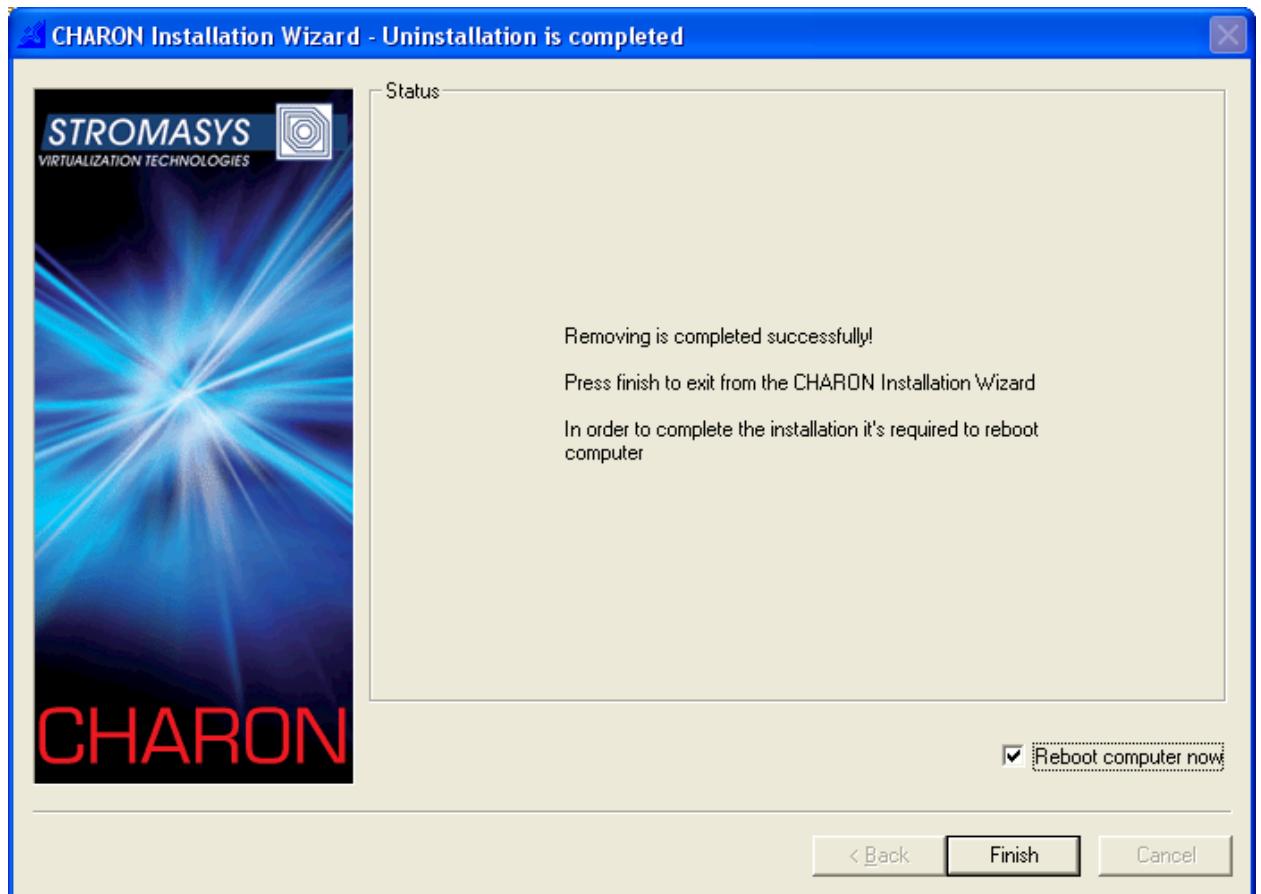 CHARON Installation Wizard - Uninstallation is completed
Status
STROMASYS
VIRTUALIZATION TECHNOLOGIES
Removing is completed successfully!
Press finish to exit from the CHARON Installation Wizard
In order to complete the installation it's required to reboot
computer
CHARON
Reboot computer now
< Back
Finish
Cancel